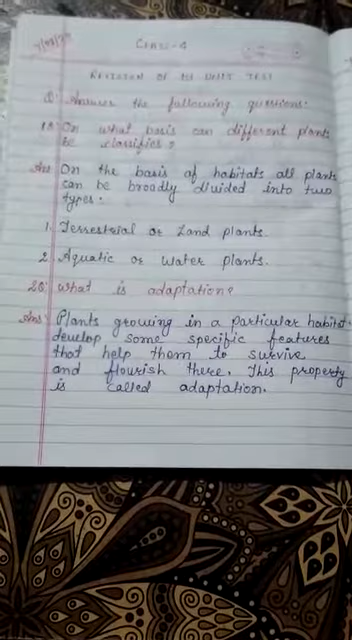 Class-4
REVISION OF Ist UNIT TEST
Q: Answer the following questions:
1Q: On what basis can different plants
be classifies?
Ans: On the basis of habitats all plants
can be broadly divided into two
types:
1. Terrestrial or Land plants.
2. Aquatic or Water plants.
2Q: What is adaptation?
Ans: Plants growing in a particular habitat
develop some specific features
that help them to survive
and flourish there. This property
is called adaptation.